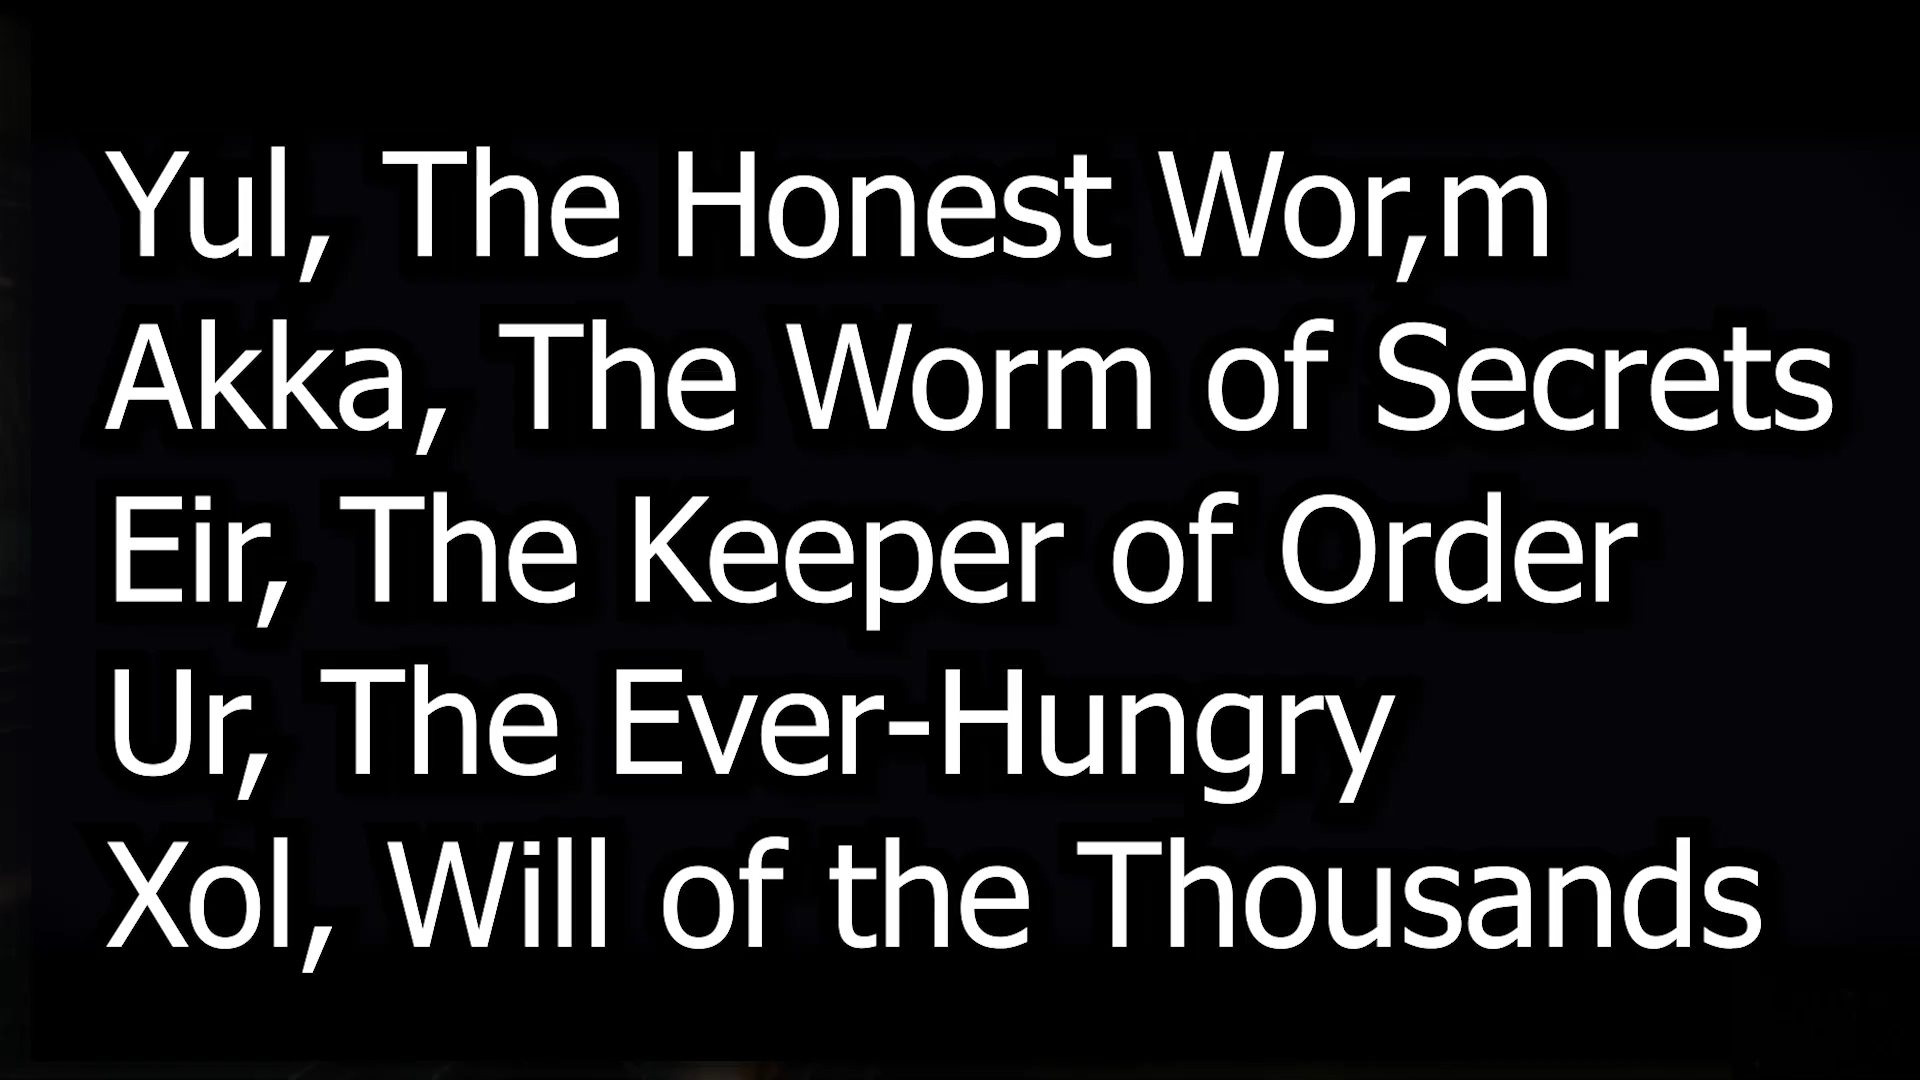 Yul, The Honest Wor,m
Akka, The Worm of Secrets
Eir, The Keeper of Order
Ur, The Ever-Hungry
Xol, Will of the Thousands